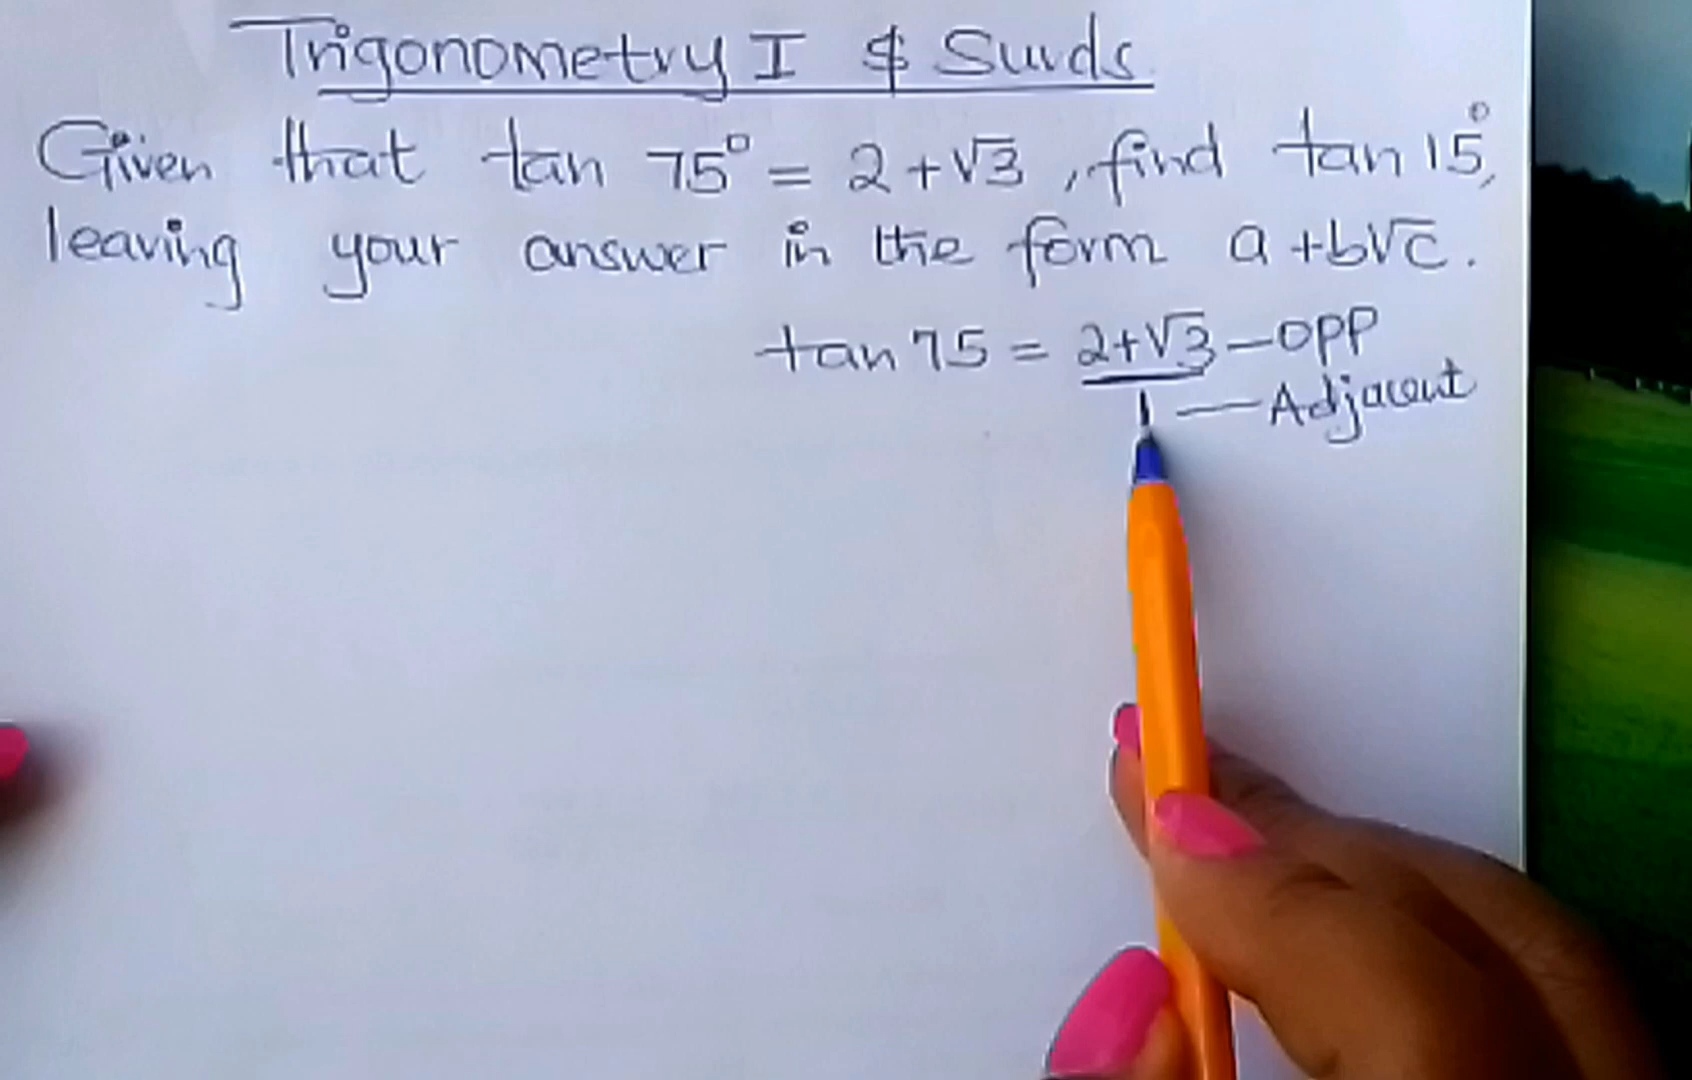 Trigonometry I $ Surds
Given that tan 75° = 2+√3, find tan 15°,
leaving your answer in the form a+b√c.
tan 75 = 2+√3 — opp
1 — Adjacent